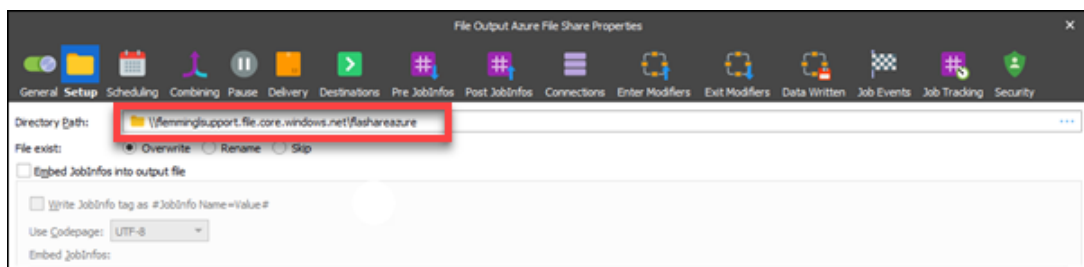 File Output Azure File Share Properties
General Setup Scheduling Combining Pause Delivery Destinations Pre JobInfos Post JobInfos Connections Enter Modifiers Exit Modifiers Data Written Job Events Job Tracking Security
Directory Path: \\flemminglsupport.file.core.windows.net\flashareazure
File exist: Overwrite Rename Skip
Embed JobInfos into output file
Write JobInfo tag as #JobInfo Name=Value#
Use Codepage: UTF-8
Embed JobInfos: